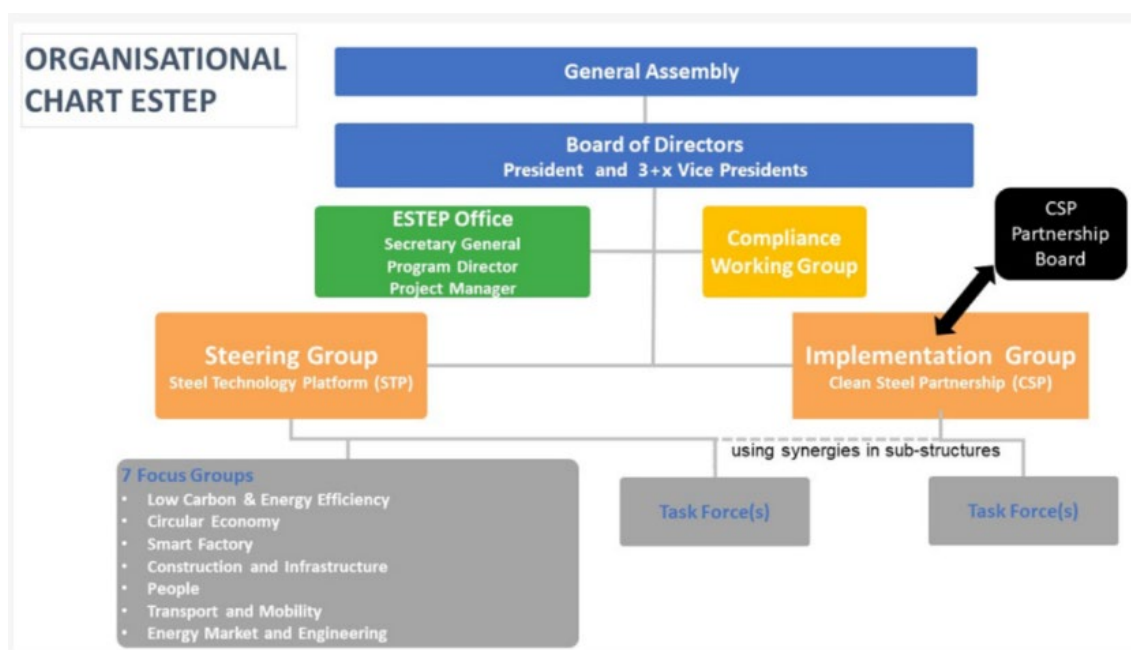 ORGANISATIONAL
CHART ESTEP
General Assembly
Board of Directors
President and 3+x Vice Presidents
ESTEP Office
Secretary General
Program Director
Project Manager
Compliance
Working Group
CSP
Partnership
Board
Steering Group
Steel Technology Platform (STP)
Implementation Group
Clean Steel Partnership (CSP)
using synergies in sub-structures
7 Focus Groups
• Low Carbon & Energy Efficiency
• Circular Economy
• Smart Factory
• Construction and Infrastructure
• People
• Transport and Mobility
• Energy Market and Engineering
Task Force(s)
Task Force(s)